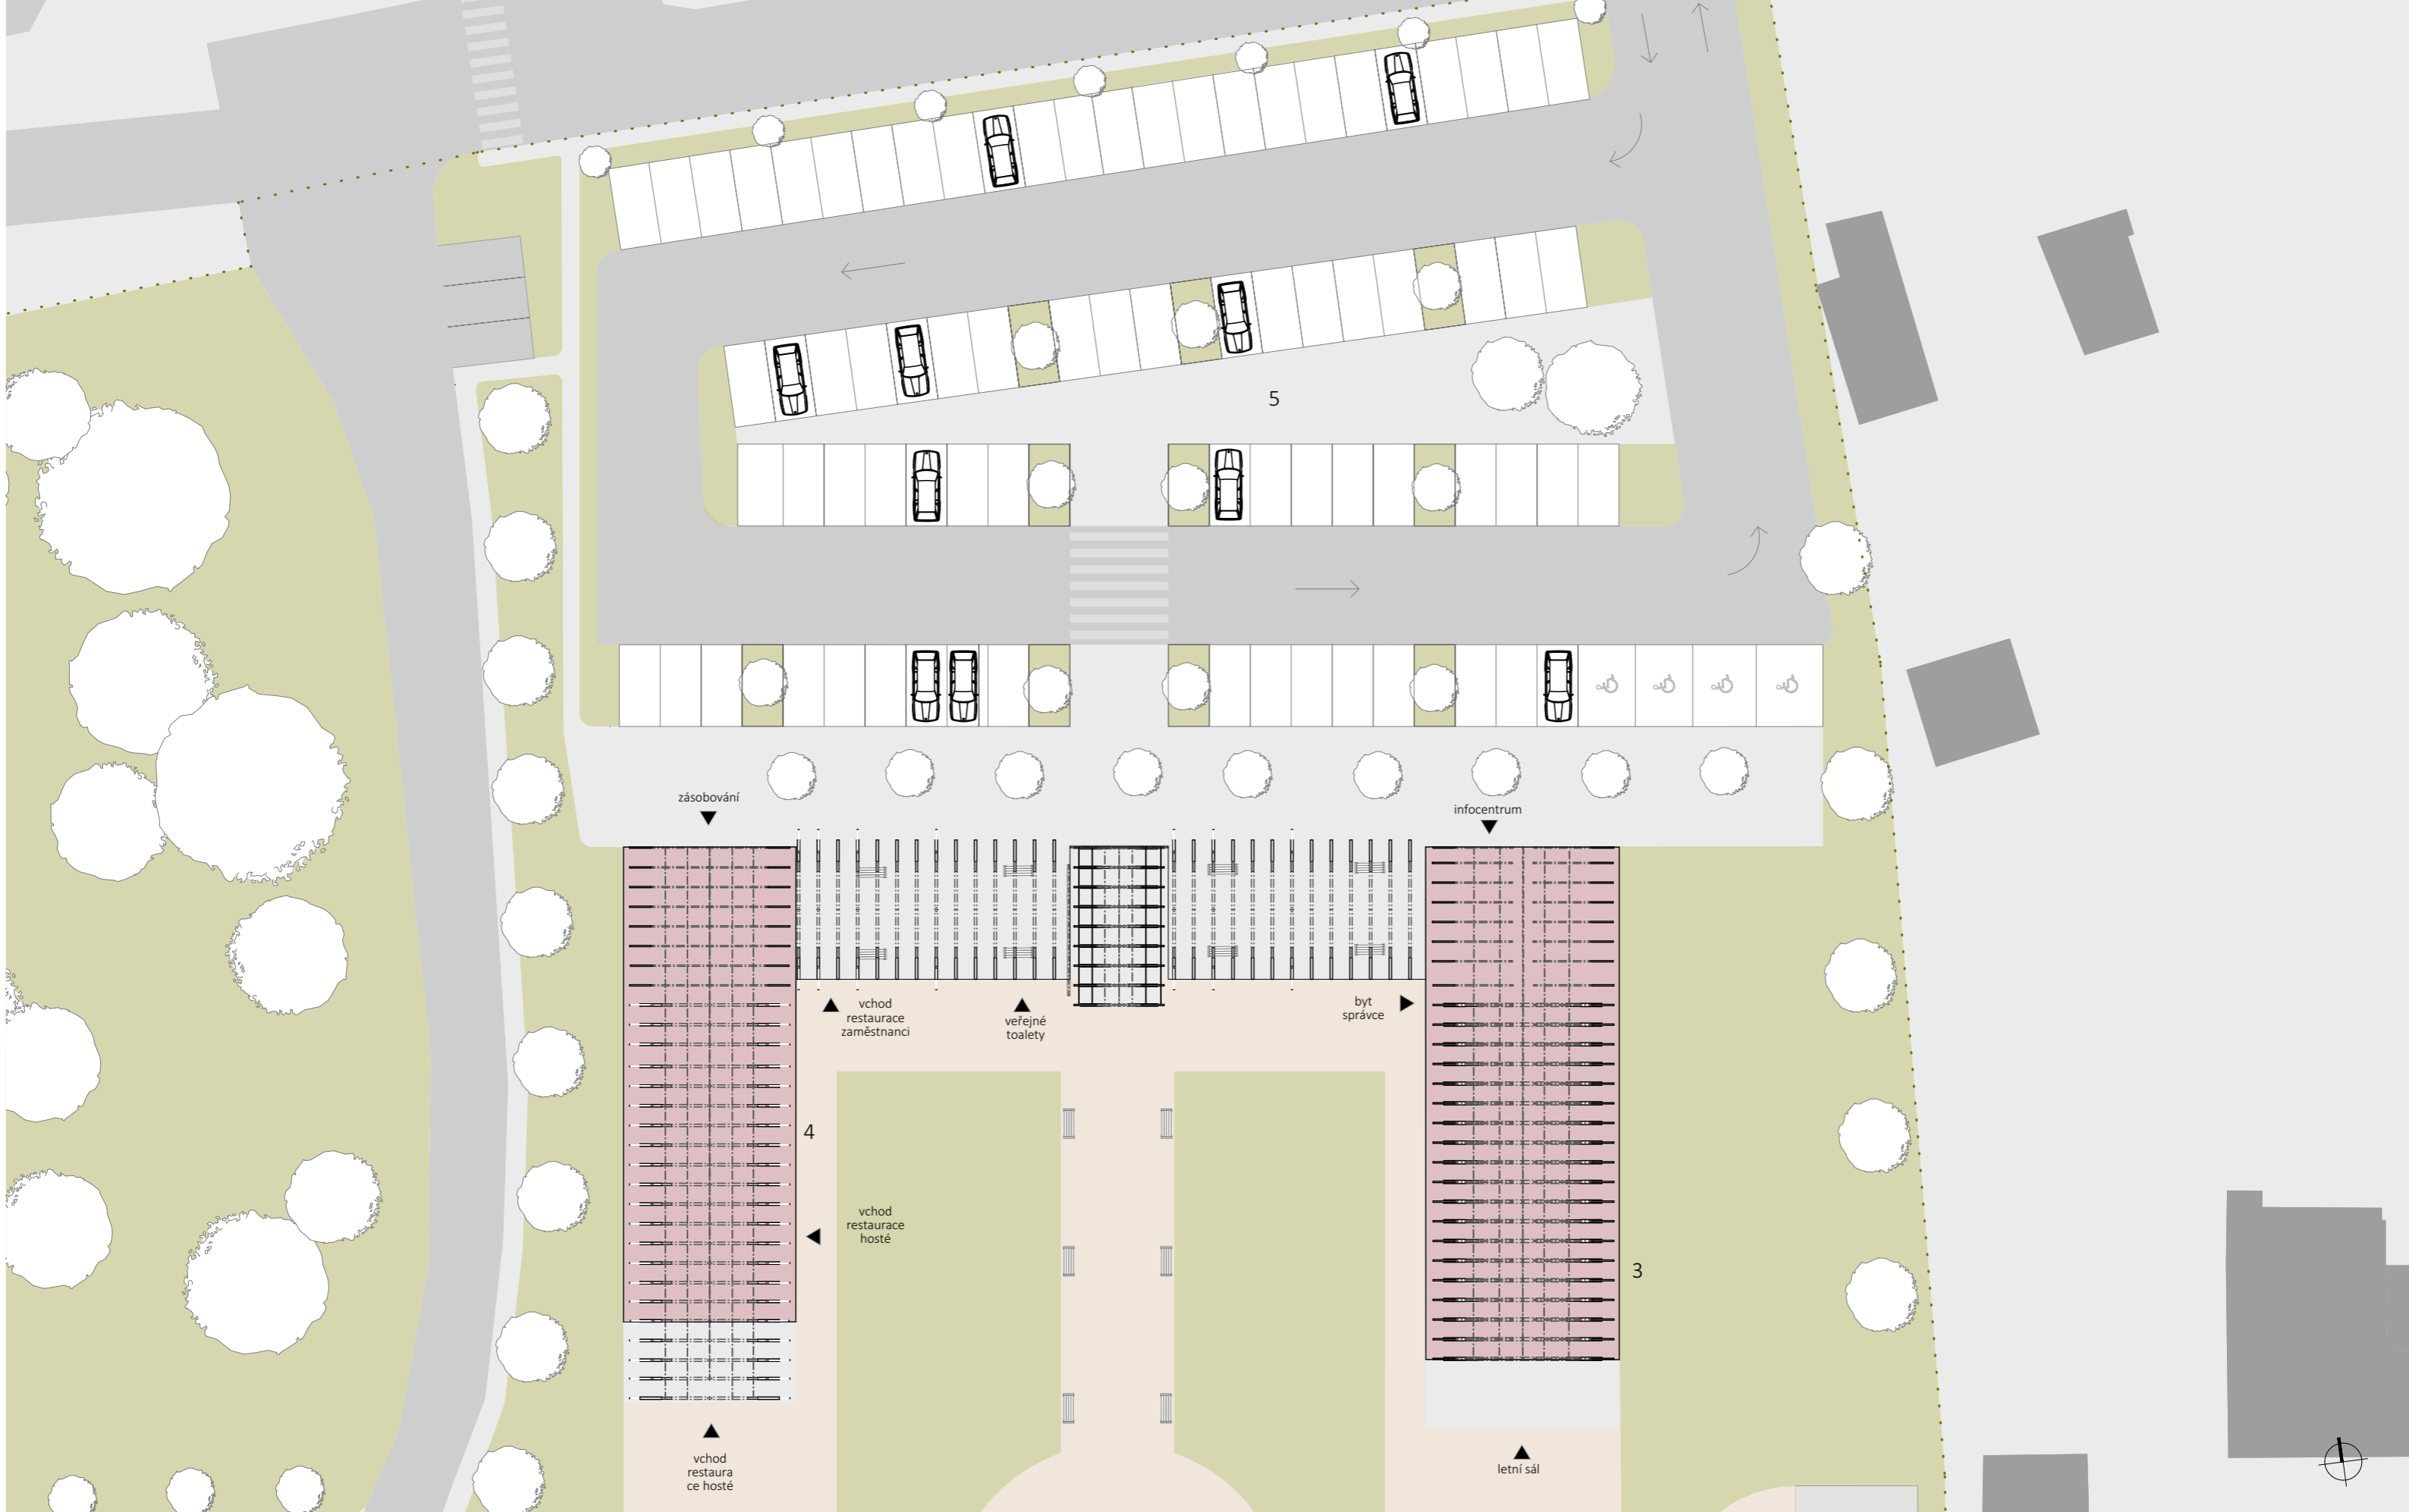 5
zásobování
infocentrum
vchod
restaurace
zaměstnanci
veřejné
toalety
byt
správce
4
vchod
restaurace
hosté
3
vchod
restaura
ce hosté
letní sál